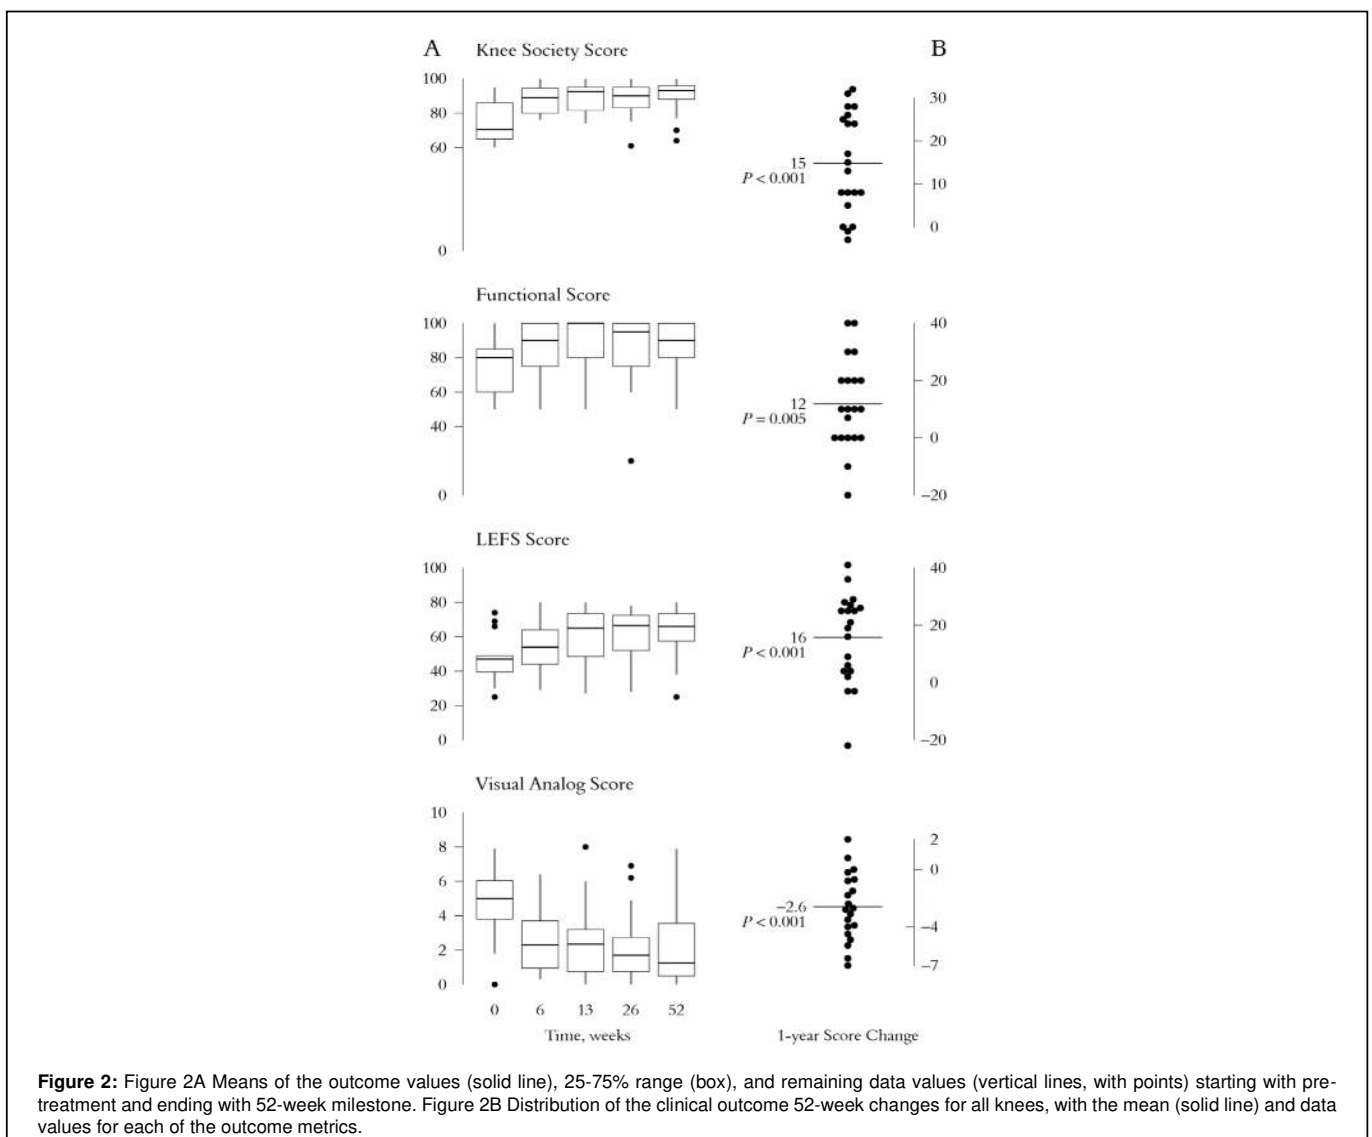 A
B
Knee Society Score
100
80
60
0
15
P < 0.001
30
20
10
0
Functional Score
100
80
60
40
0
12
P = 0.005
40
20
0
–20
LEFS Score
100
80
60
40
20
0
16
P < 0.001
40
20
0
–20
Visual Analog Score
10
8
6
4
2
0
–2.6
P < 0.001
2
0
–4
–7
0 6 13 26 52
Time, weeks
1-year Score Change
Figure 2: Figure 2A Means of the outcome values (solid line), 25-75% range (box), and remaining data values (vertical lines, with points) starting with pre-
treatment and ending with 52-week milestone. Figure 2B Distribution of the clinical outcome 52-week changes for all knees, with the mean (solid line) and data
values for each of the outcome metrics.